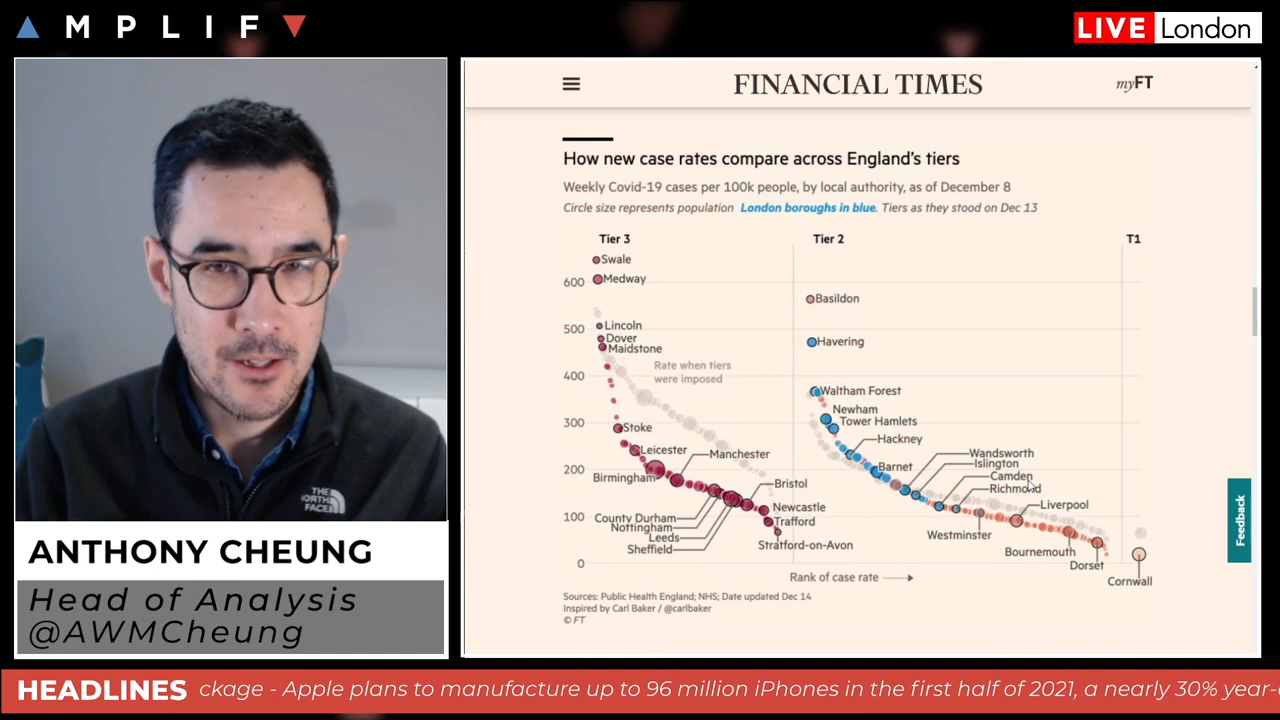 AMPLIFY
LIVE London
FINANCIAL TIMES
myFT
How new case rates compare across England's tiers
Weekly Covid-19 cases per 100k people, by local authority, as of December 8
Circle size represents population London boroughs in blue. Tiers as they stood on Dec 13
Tier 3
Tier 2
T1
Swale
600
Medway
Basildon
500
Lincoln
Dover
Maidstone
Havering
400
Rate when tiers
were imposed
Waltham Forest
Newham
Tower Hamlets
300
Stoke
Hackney
Leicester
Manchester
Wandsworth
Islington
200
Birmingham
Barnet
Camden
Richmond
Bristol
Liverpool
100
County Durham
Nottingham
Leeds
Sheffield
Newcastle
Trafford
Stratford-on-Avon
Westminster
Bournemouth
Dorset
0
Cornwall
Rank of case rate
Sources: Public Health England; NHS; Date updated Dec 14
Inspired by Carl Baker / @carlbaker
© FT
Feedback
THE
NORTH
FACE
ANTHONY CHEUNG
Head of Analysis
@AWMCheung
HEADLINES ckage - Apple plans to manufacture up to 96 million iPhones in the first half of 2021, a nearly 30% year-